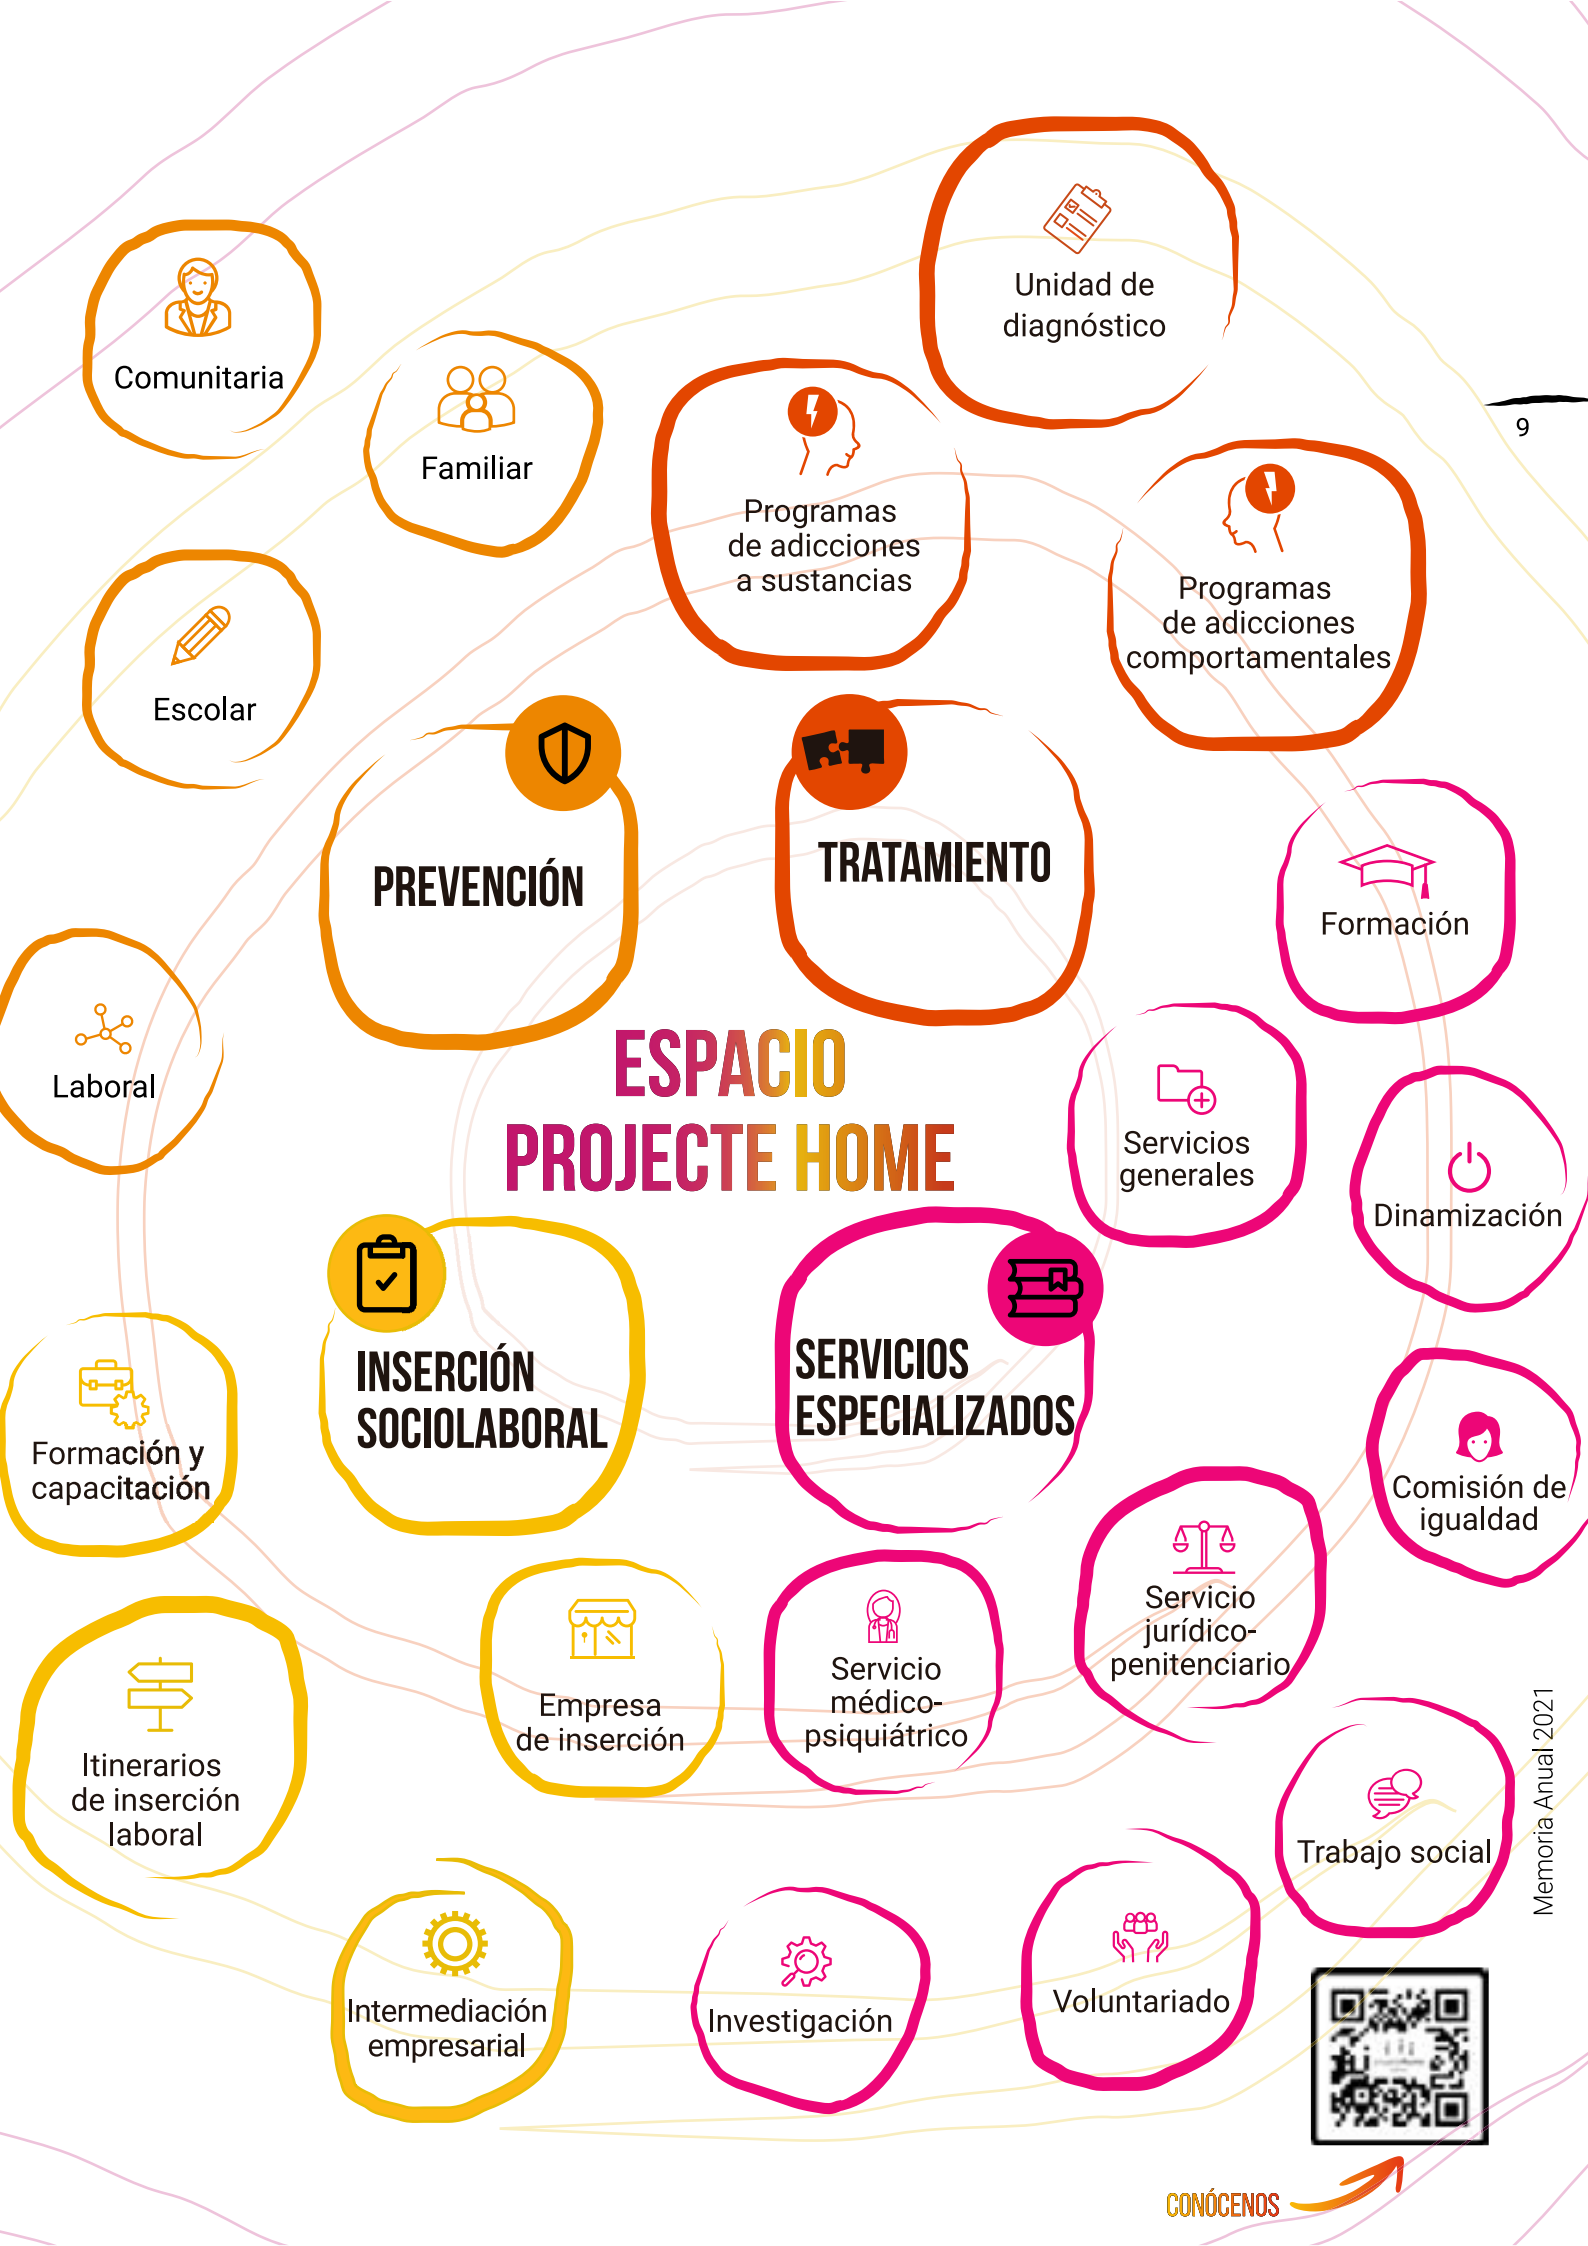 Comunitaria
Familiar
Escolar
Laboral
PREVENCIÓN
Unidad de
diagnóstico
Programas
de adicciones
a sustancias
Programas
de adicciones
comportamentales
TRATAMIENTO
9
ESPACIO
PROJECTE HOME
Formación
Servicios
generales
Dinamización
Comisión de
igualdad
SERVICIOS
ESPECIALIZADOS
Servicio
jurídico-
penitenciario
Servicio
médico-
psiquiátrico
Trabajo social
Voluntariado
Investigación
INSERCIÓN
SOCIOLABORAL
Formación y
capacitación
Empresa
de inserción
Itinerarios
de inserción
laboral
Intermediación
empresarial
Memoria Anual 2021
CONÓCENOS